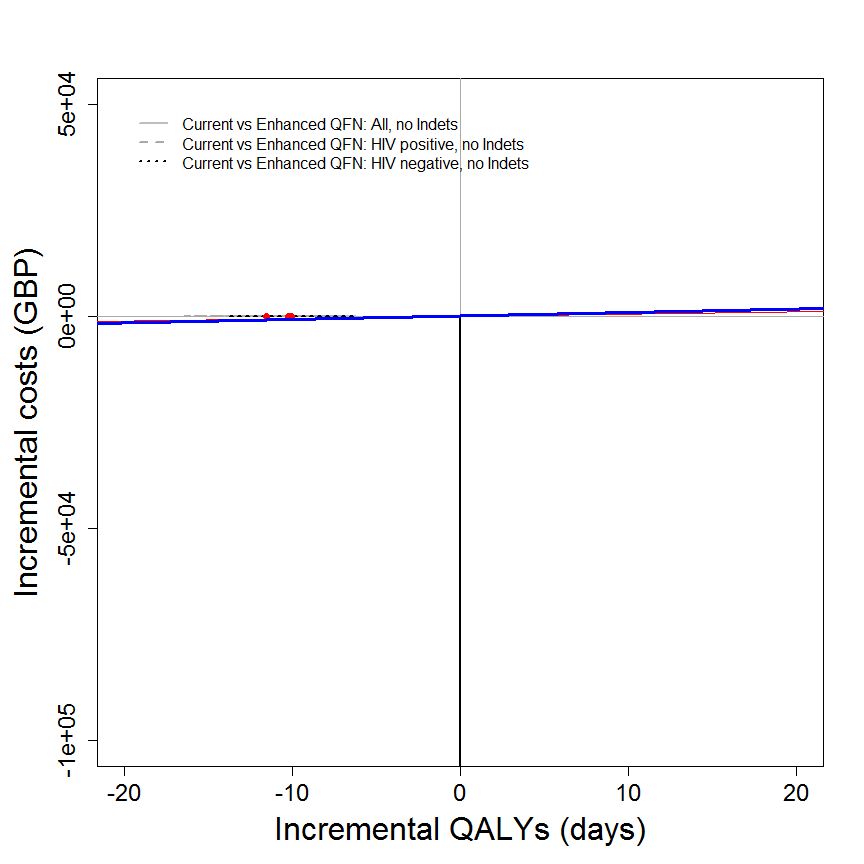 5e+04
Current vs Enhanced QFN: All, no Indets
Current vs Enhanced QFN: HIV positive, no Indets
Current vs Enhanced QFN: HIV negative, no Indets
Incremental costs (GBP)
0e+00
-5e+04
-1e+05
-20
-10
0
10
20
Incremental QALYs (days)